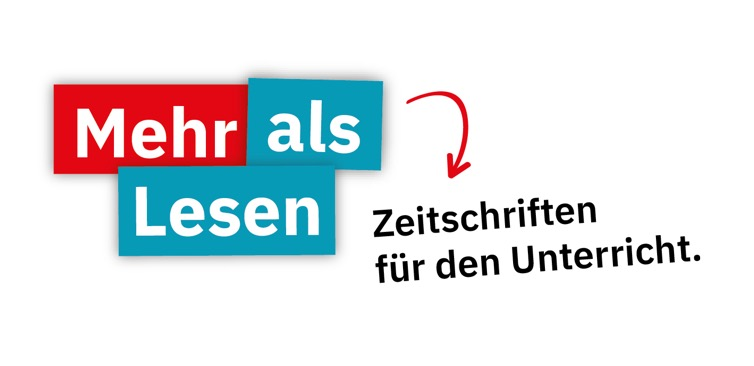 Mehr als
Lesen
Zeitschriften
für den Unterricht.